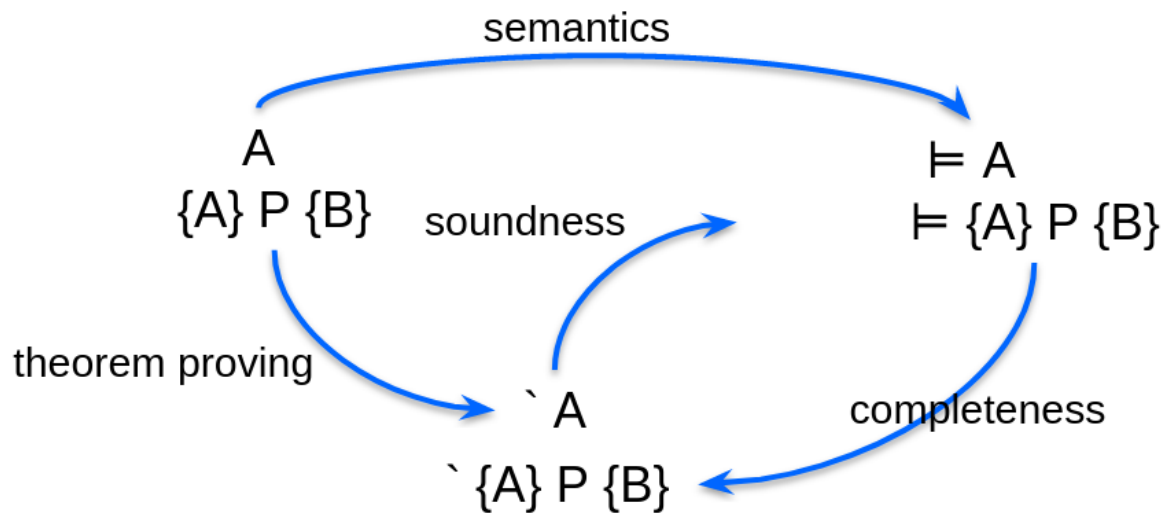 semantics
A
{A} P {B}
⊨ A
⊨ {A} P {B}
soundness
theorem proving
` A
` {A} P {B}
completeness